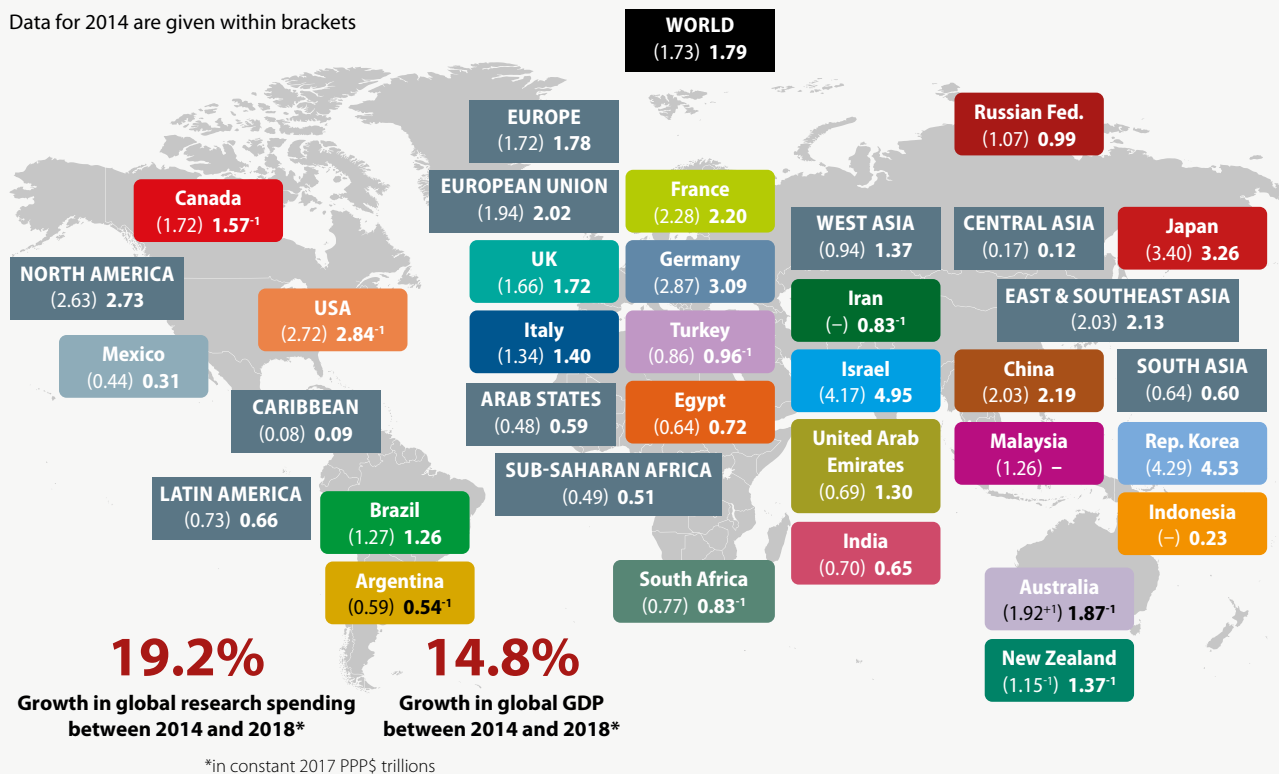 Data for 2014 are given within brackets
WORLD
(1.73) 1.79
EUROPE
(1.72) 1.78
Russian Fed.
(1.07) 0.99
EUROPEAN UNION
(1.94) 2.02
France
(2.28) 2.20
Canada
(1.72) 1.57-1
WEST ASIA
(0.94) 1.37
CENTRAL ASIA
(0.17) 0.12
Japan
(3.40) 3.26
NORTH AMERICA
(2.63) 2.73
UK
(1.66) 1.72
Germany
(2.87) 3.09
USA
(2.72) 2.84-1
Iran
(–) 0.83-1
EAST & SOUTHEAST ASIA
(2.03) 2.13
Mexico
(0.44) 0.31
Italy
(1.34) 1.40
Turkey
(0.86) 0.96-1
Israel
(4.17) 4.95
China
(2.03) 2.19
SOUTH ASIA
(0.64) 0.60
CARIBBEAN
(0.08) 0.09
ARAB STATES
(0.48) 0.59
Egypt
(0.64) 0.72
United Arab
Emirates
(0.69) 1.30
Malaysia
(1.26) –
Rep. Korea
(4.29) 4.53
SUB-SAHARAN AFRICA
(0.49) 0.51
LATIN AMERICA
(0.73) 0.66
Brazil
(1.27) 1.26
Indonesia
(–) 0.23
India
(0.70) 0.65
Argentina
(0.59) 0.54-1
South Africa
(0.77) 0.83-1
Australia
(1.92+1) 1.87-1
New Zealand
(1.15-1) 1.37-1
19.2%
Growth in global research spending
between 2014 and 2018*
14.8%
Growth in global GDP
between 2014 and 2018*
*in constant 2017 PPP$ trillions